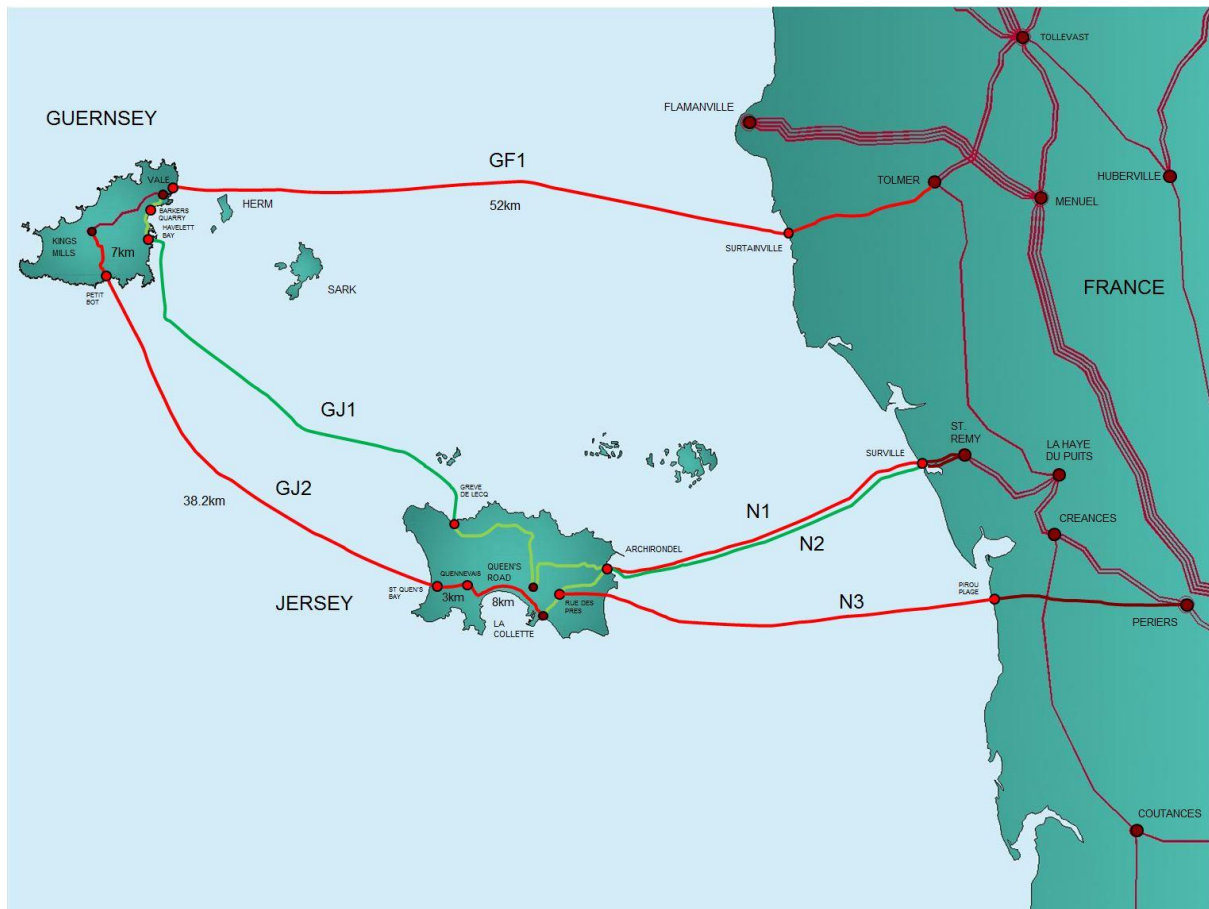 TOLLEVAST
FLAMANVILLE
GUERNSEY
GF1
52km
VALE
HERM
TOLMER
HUBERVILLE
MENUEL
BARKERS
QUARRY
HAVELETT
BAY
KINGS
MILLS
7km
SURTAINVILLE
SARK
FRANCE
PETIT
BOT
GJ1
ST.
REMY
LA HAYE
DU PUITS
SURVILLE
GJ2
38.2km
GREVE
DE LECQ
N1
N2
CREANCES
ARCHIRONDEL
QUENNEVAIS
QUEEN'S
ROAD
ST QUEN'S
BAY
3km
8km
JERSEY
LA
COLLETTE
RUE DES
PRES
N3
PIROU
PLAGE
PERIERS
COUTANCES